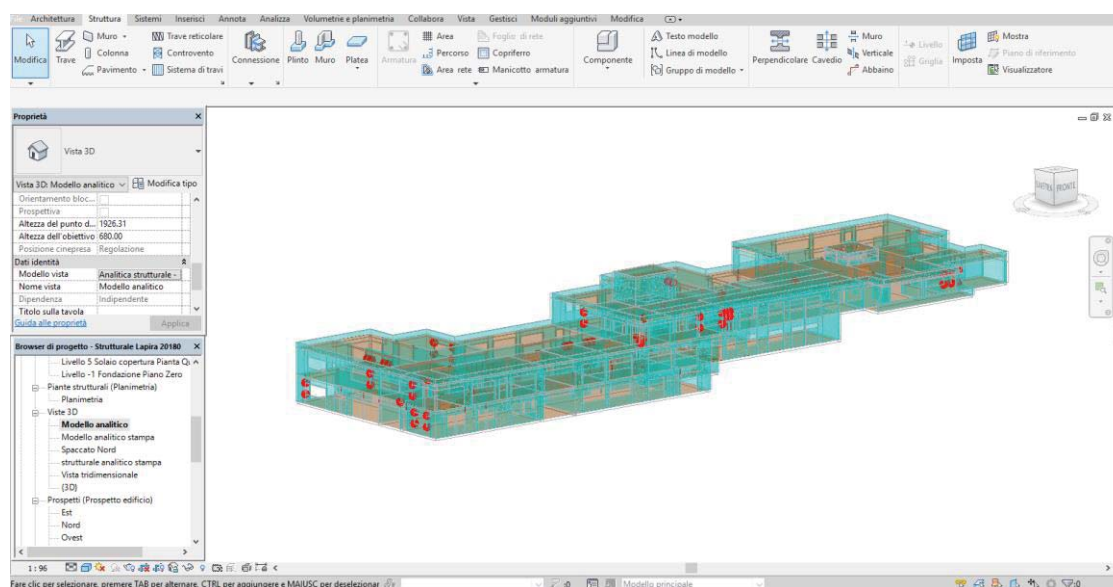 Architettura Struttura Sistemi Inserisci Annota Analizza Volumetrie e planimetria Collabora Vista Gestisci Moduli aggiuntivi Modifica
Muro Trave reticolare Area Foglio di rete Testo modello Muro Livello Mostra
Modifica Trave Colonna Controvento Connessione Plinto Muro Platea Armatura Percorso Copriferro Componente Linea di modello Perpendicolare Cavedio Verticale Griglia Imposta Piano di riferimento
Pavimento Sistema di travi Area rete Manicotto armatura Gruppo di modello Abbaino Visualizzatore
Proprietà X
Vista 3D
Vista 3D: Modello analitico Modifica tipo
Orientamento bloc...
Prospettiva
Altezza del punto d... 1926.31
Altezza dell'obiettivo 680.00
Posizione cinepresa Regolazione
Dati identità
Modello vista Analitica strutturale -
Nome vista Modello analitico
Dipendenza Indipendente
Titolo sulla tavola
Guida alle proprietà Applica
Browser di progetto - Strutturale Lapira 20180 X
Livello 5 Solaio copertura Pianta Qu
Livello -1 Fondazione Piano Zero
Piante strutturali (Planimetria)
Planimetria
Viste 3D
Modello analitico
Modello analitico stampa
Spaccato Nord
strutturale analitico stampa
Vista tridimensionale
{3D}
Prospetti (Prospetto edificio)
Est
Nord
Ovest
FRONTE
1 : 96
Fare clic per selezionare, premere TAB per alternare, CTRL per aggiungere e MAIUSC per deselezionar
:0 Modello principale :0